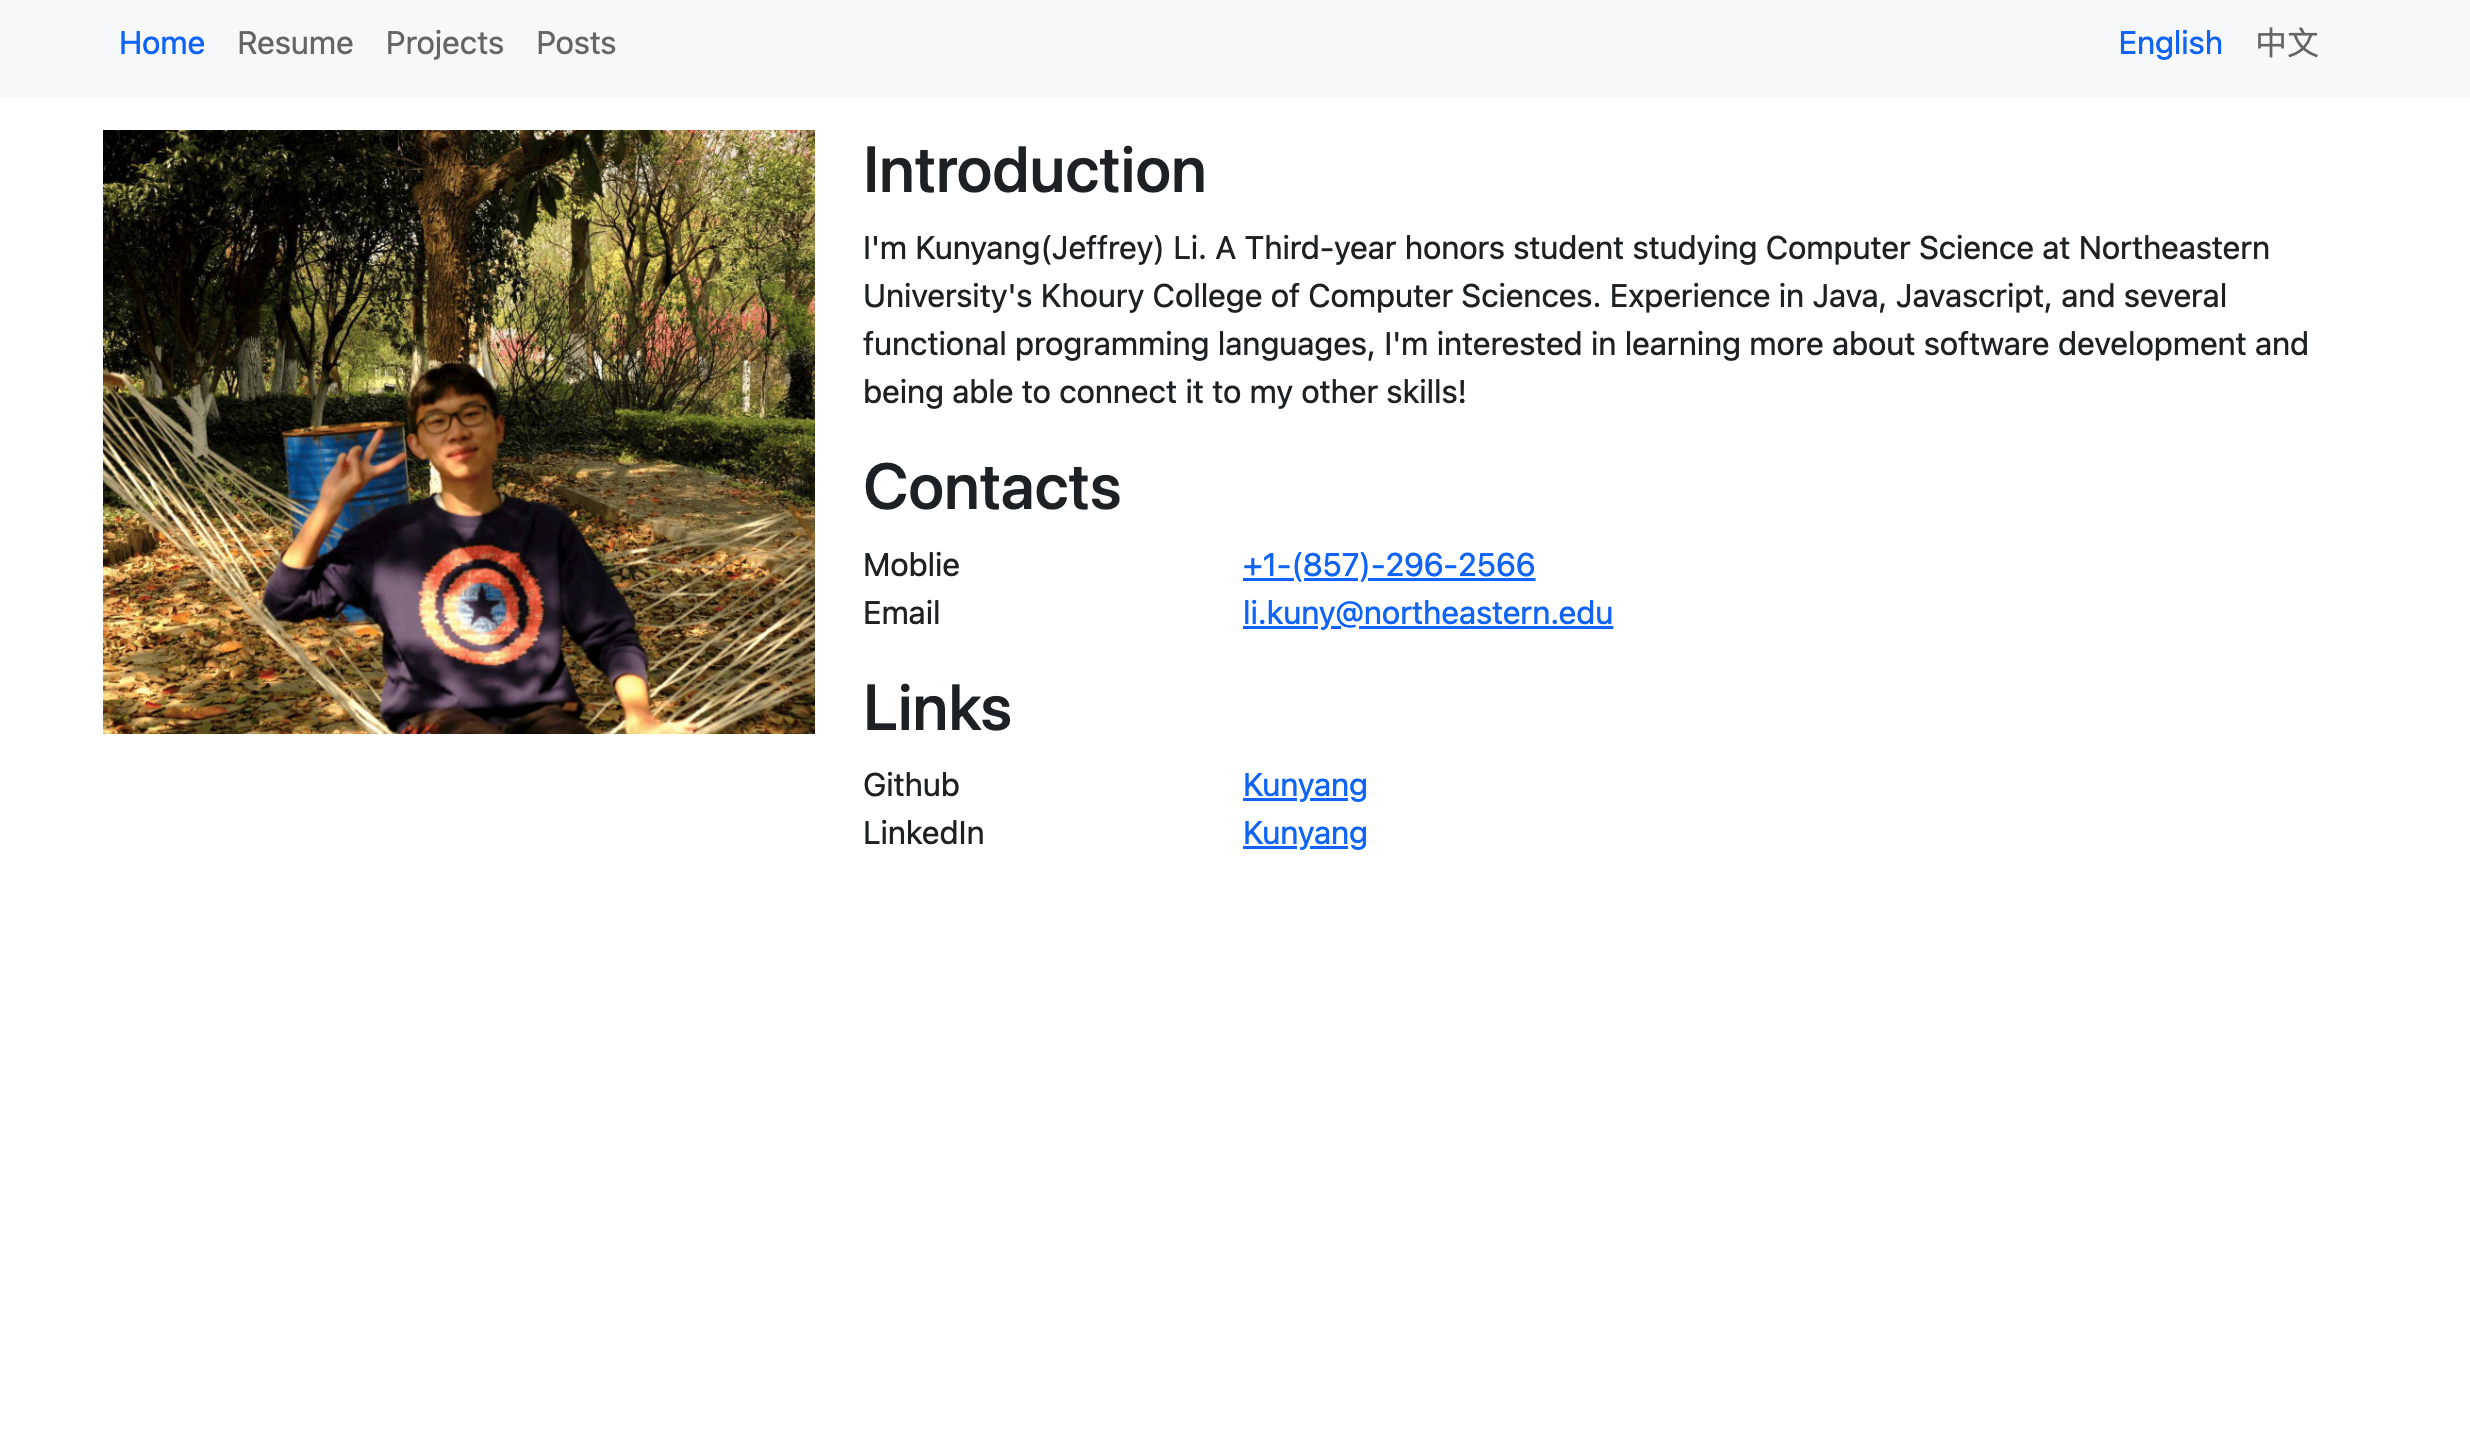 Home Resume Projects Posts English 中文
Introduction
I'm Kunyang(Jeffrey) Li. A Third-year honors student studying Computer Science at Northeastern
University's Khoury College of Computer Sciences. Experience in Java, Javascript, and several
functional programming languages, I'm interested in learning more about software development and
being able to connect it to my other skills!
Contacts
Moblie +1-(857)-296-2566
Email li.kuny@northeastern.edu
Links
Github Kunyang
LinkedIn Kunyang